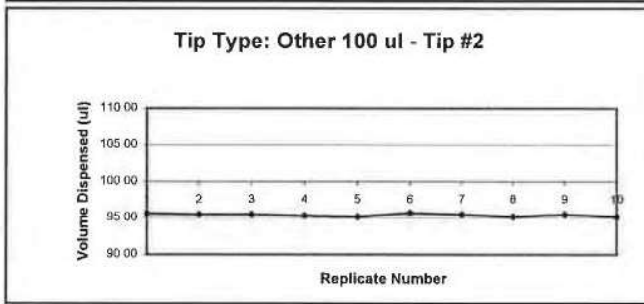 Tip Type: Other 100 ul - Tip #2
Volume Dispensed (ul)
110 00
105 00
100 00
95 00
90 00
2 3 4 5 6 7 8 9 10
Replicate Number